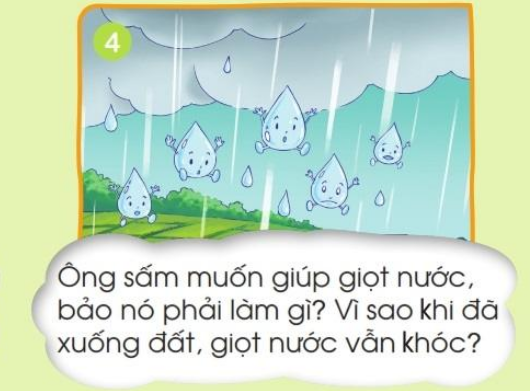 4
Ông sấm muốn giúp giọt nước,
bảo nó phải làm gì? Vì sao khi đã
xuống đất, giọt nước vẫn khóc?